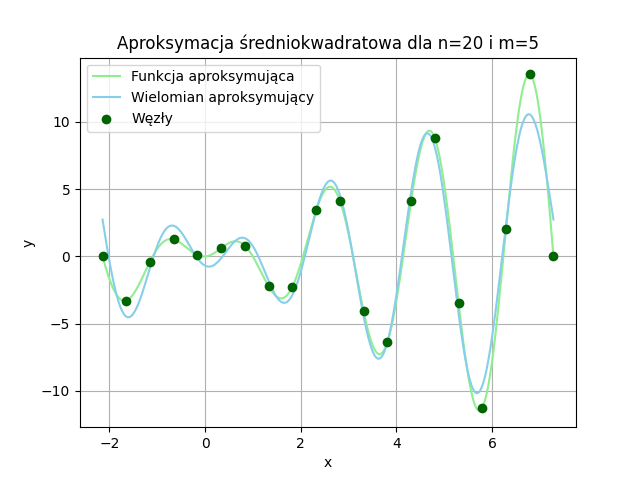 Aproksymacja średniokwadratowa dla n=20 i m=5
Funkcja aproksymująca
Wielomian aproksymujący
Węzły
10
5
0
−5
−10
y
−2
0
2
4
6
x